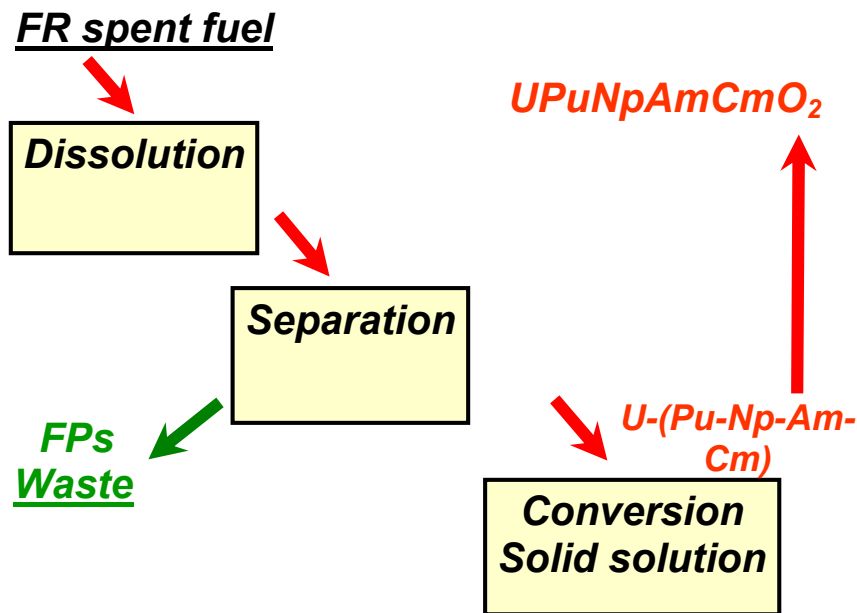 FR spent fuel
UPuNpAmCmO₂
Dissolution
Separation
U-(Pu-Np-Am-
Cm)
FPs
Waste
Conversion
Solid solution